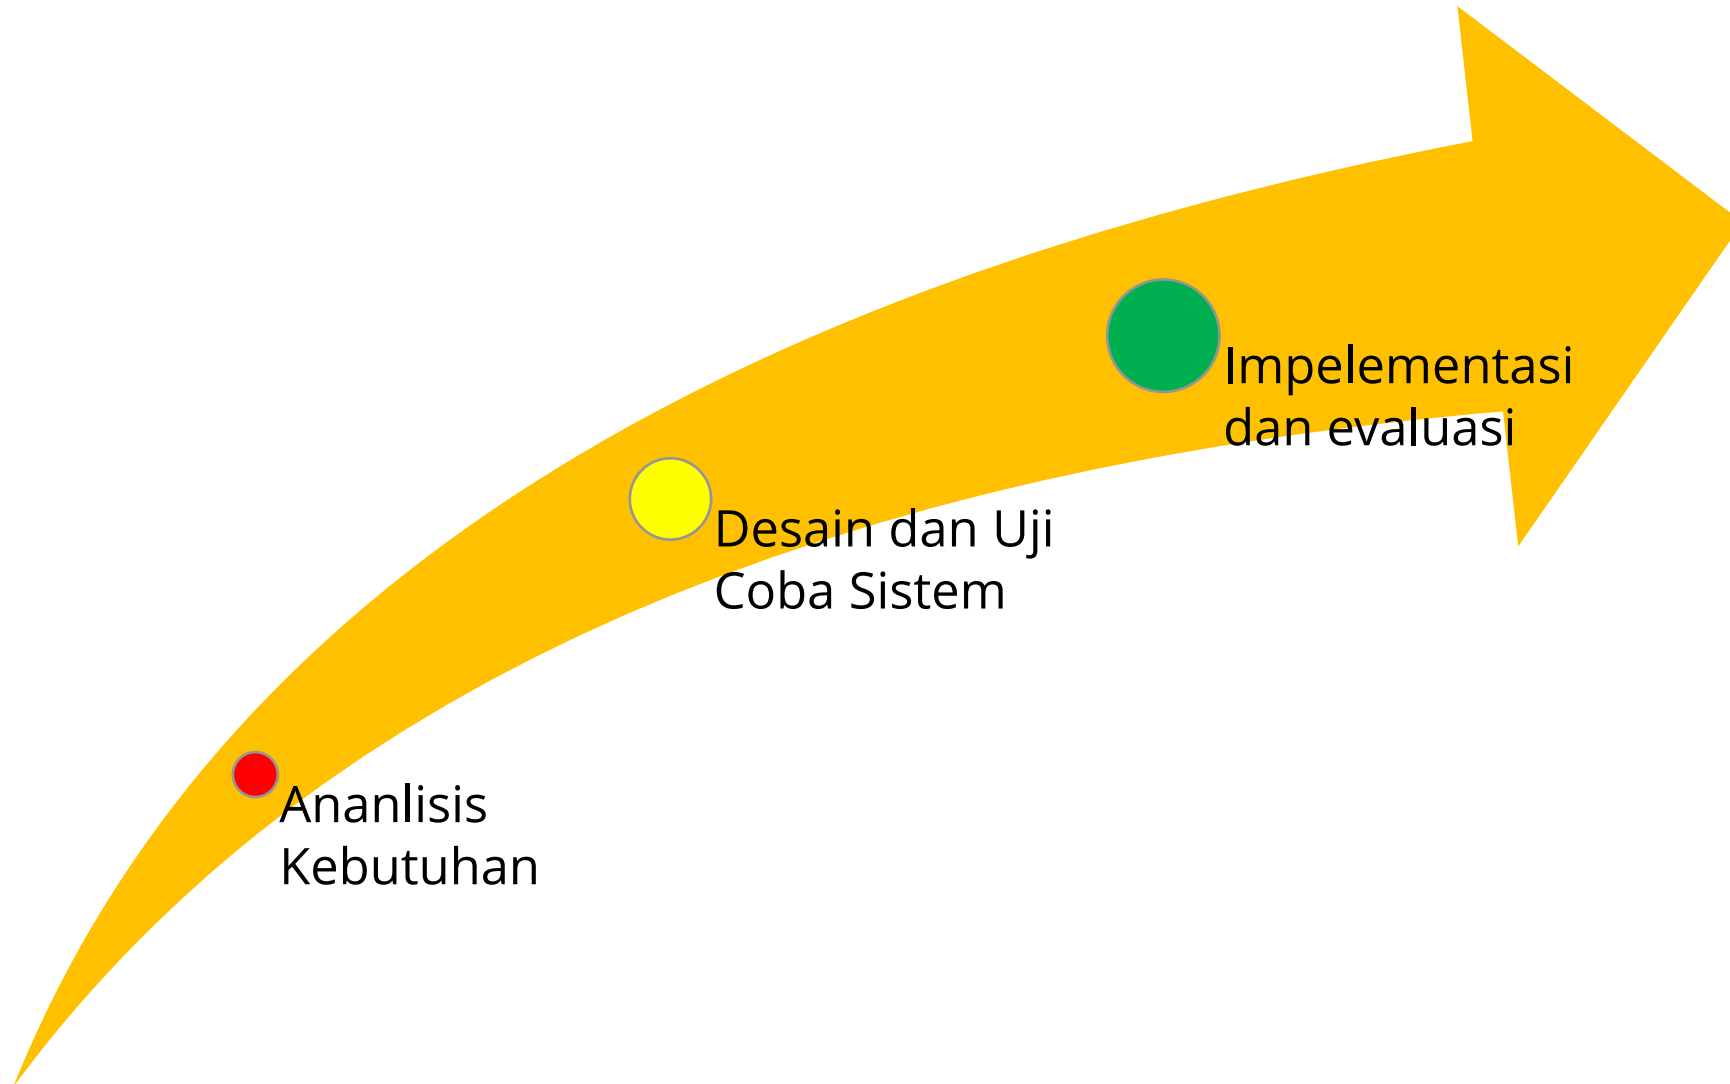 Impelementasi
dan evaluasi
Desain dan Uji
Coba Sistem
Ananlisis
Kebutuhan